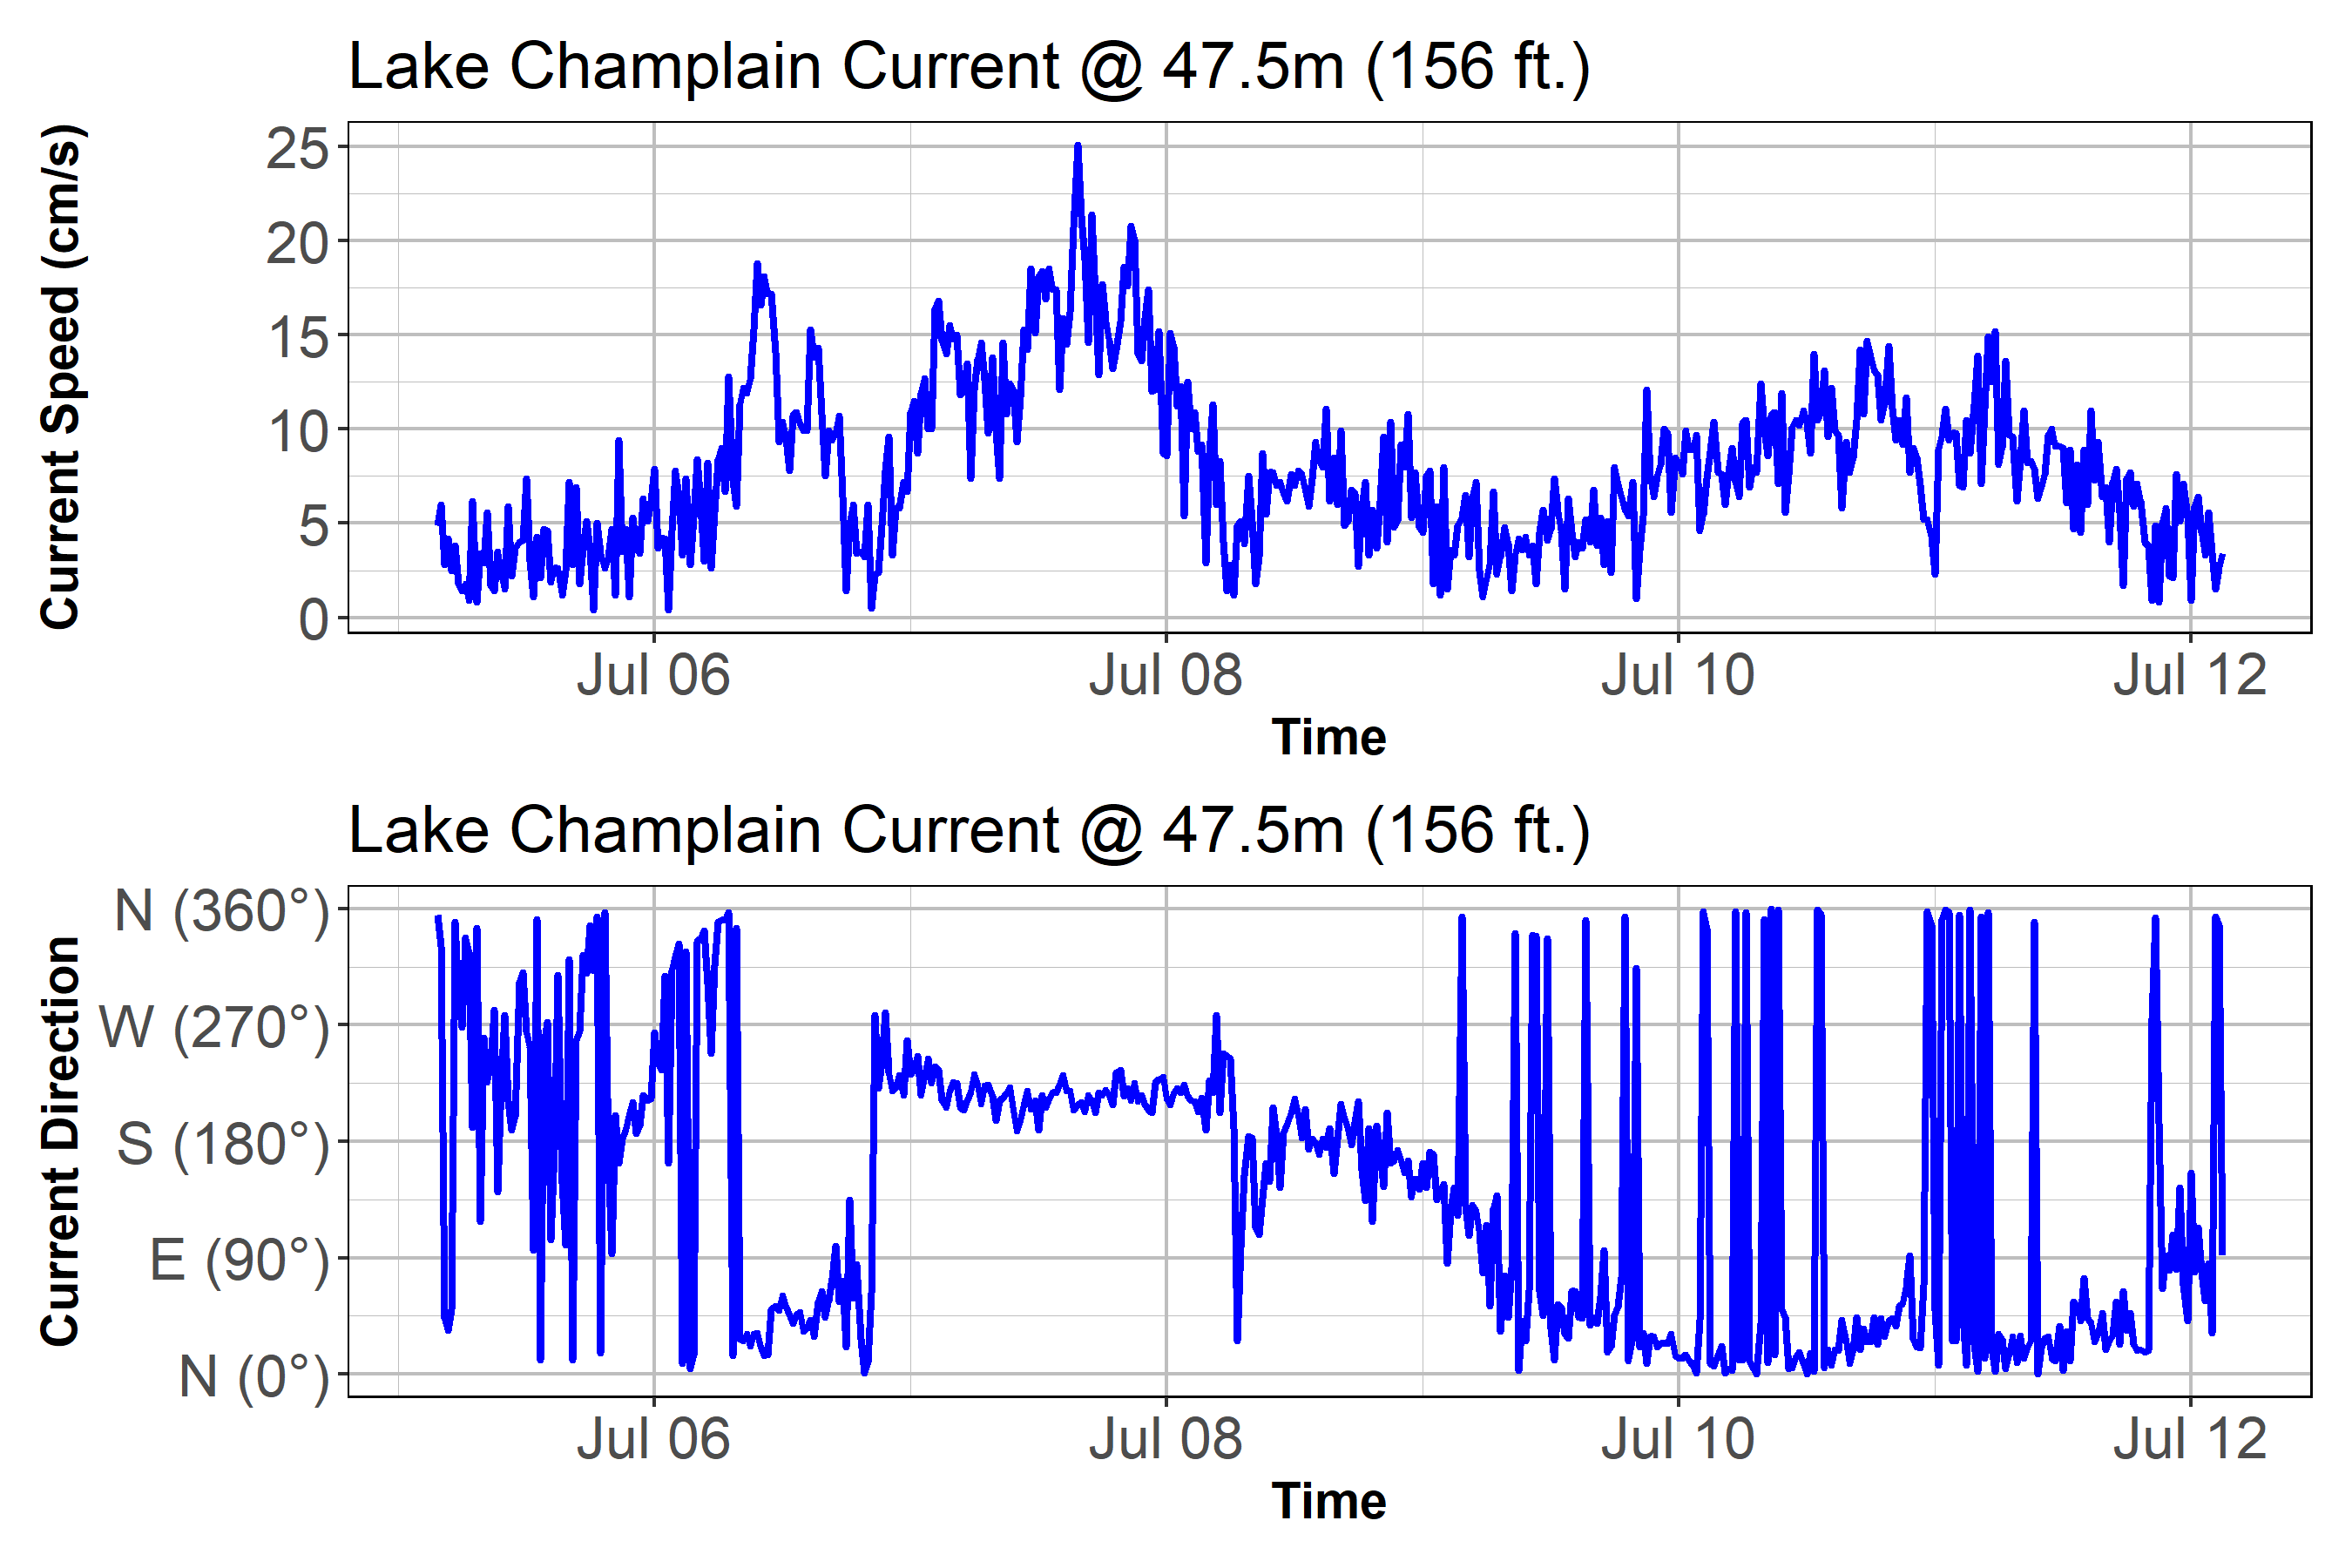 Lake Champlain Current @ 47.5m (156 ft.)
Current Speed (cm/s)
25
20
15
10
5
0
Jul 06 Jul 08 Jul 10 Jul 12
Time
Lake Champlain Current @ 47.5m (156 ft.)
Current Direction
N (360°)
W (270°)
S (180°)
E (90°)
N (0°)
Jul 06 Jul 08 Jul 10 Jul 12
Time